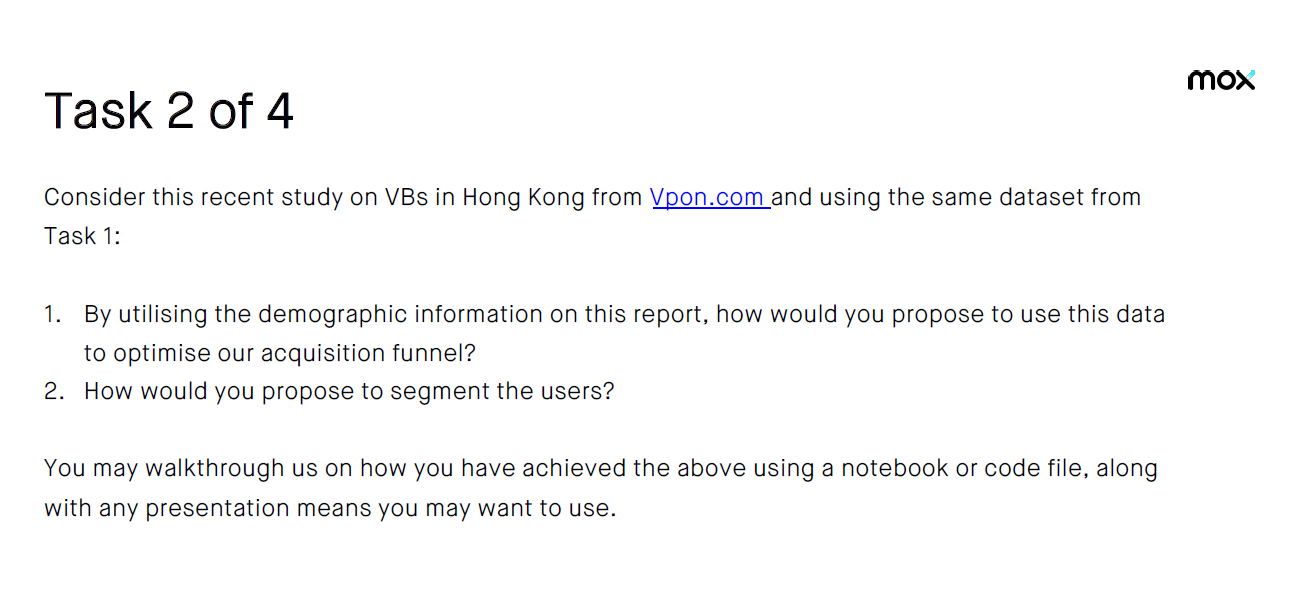 mox
Task 2 of 4
Consider this recent study on VBs in Hong Kong from Vpon.com and using the same dataset from
Task 1:
1. By utilising the demographic information on this report, how would you propose to use this data
to optimise our acquisition funnel?
2. How would you propose to segment the users?
You may walkthrough us on how you have achieved the above using a notebook or code file, along
with any presentation means you may want to use.